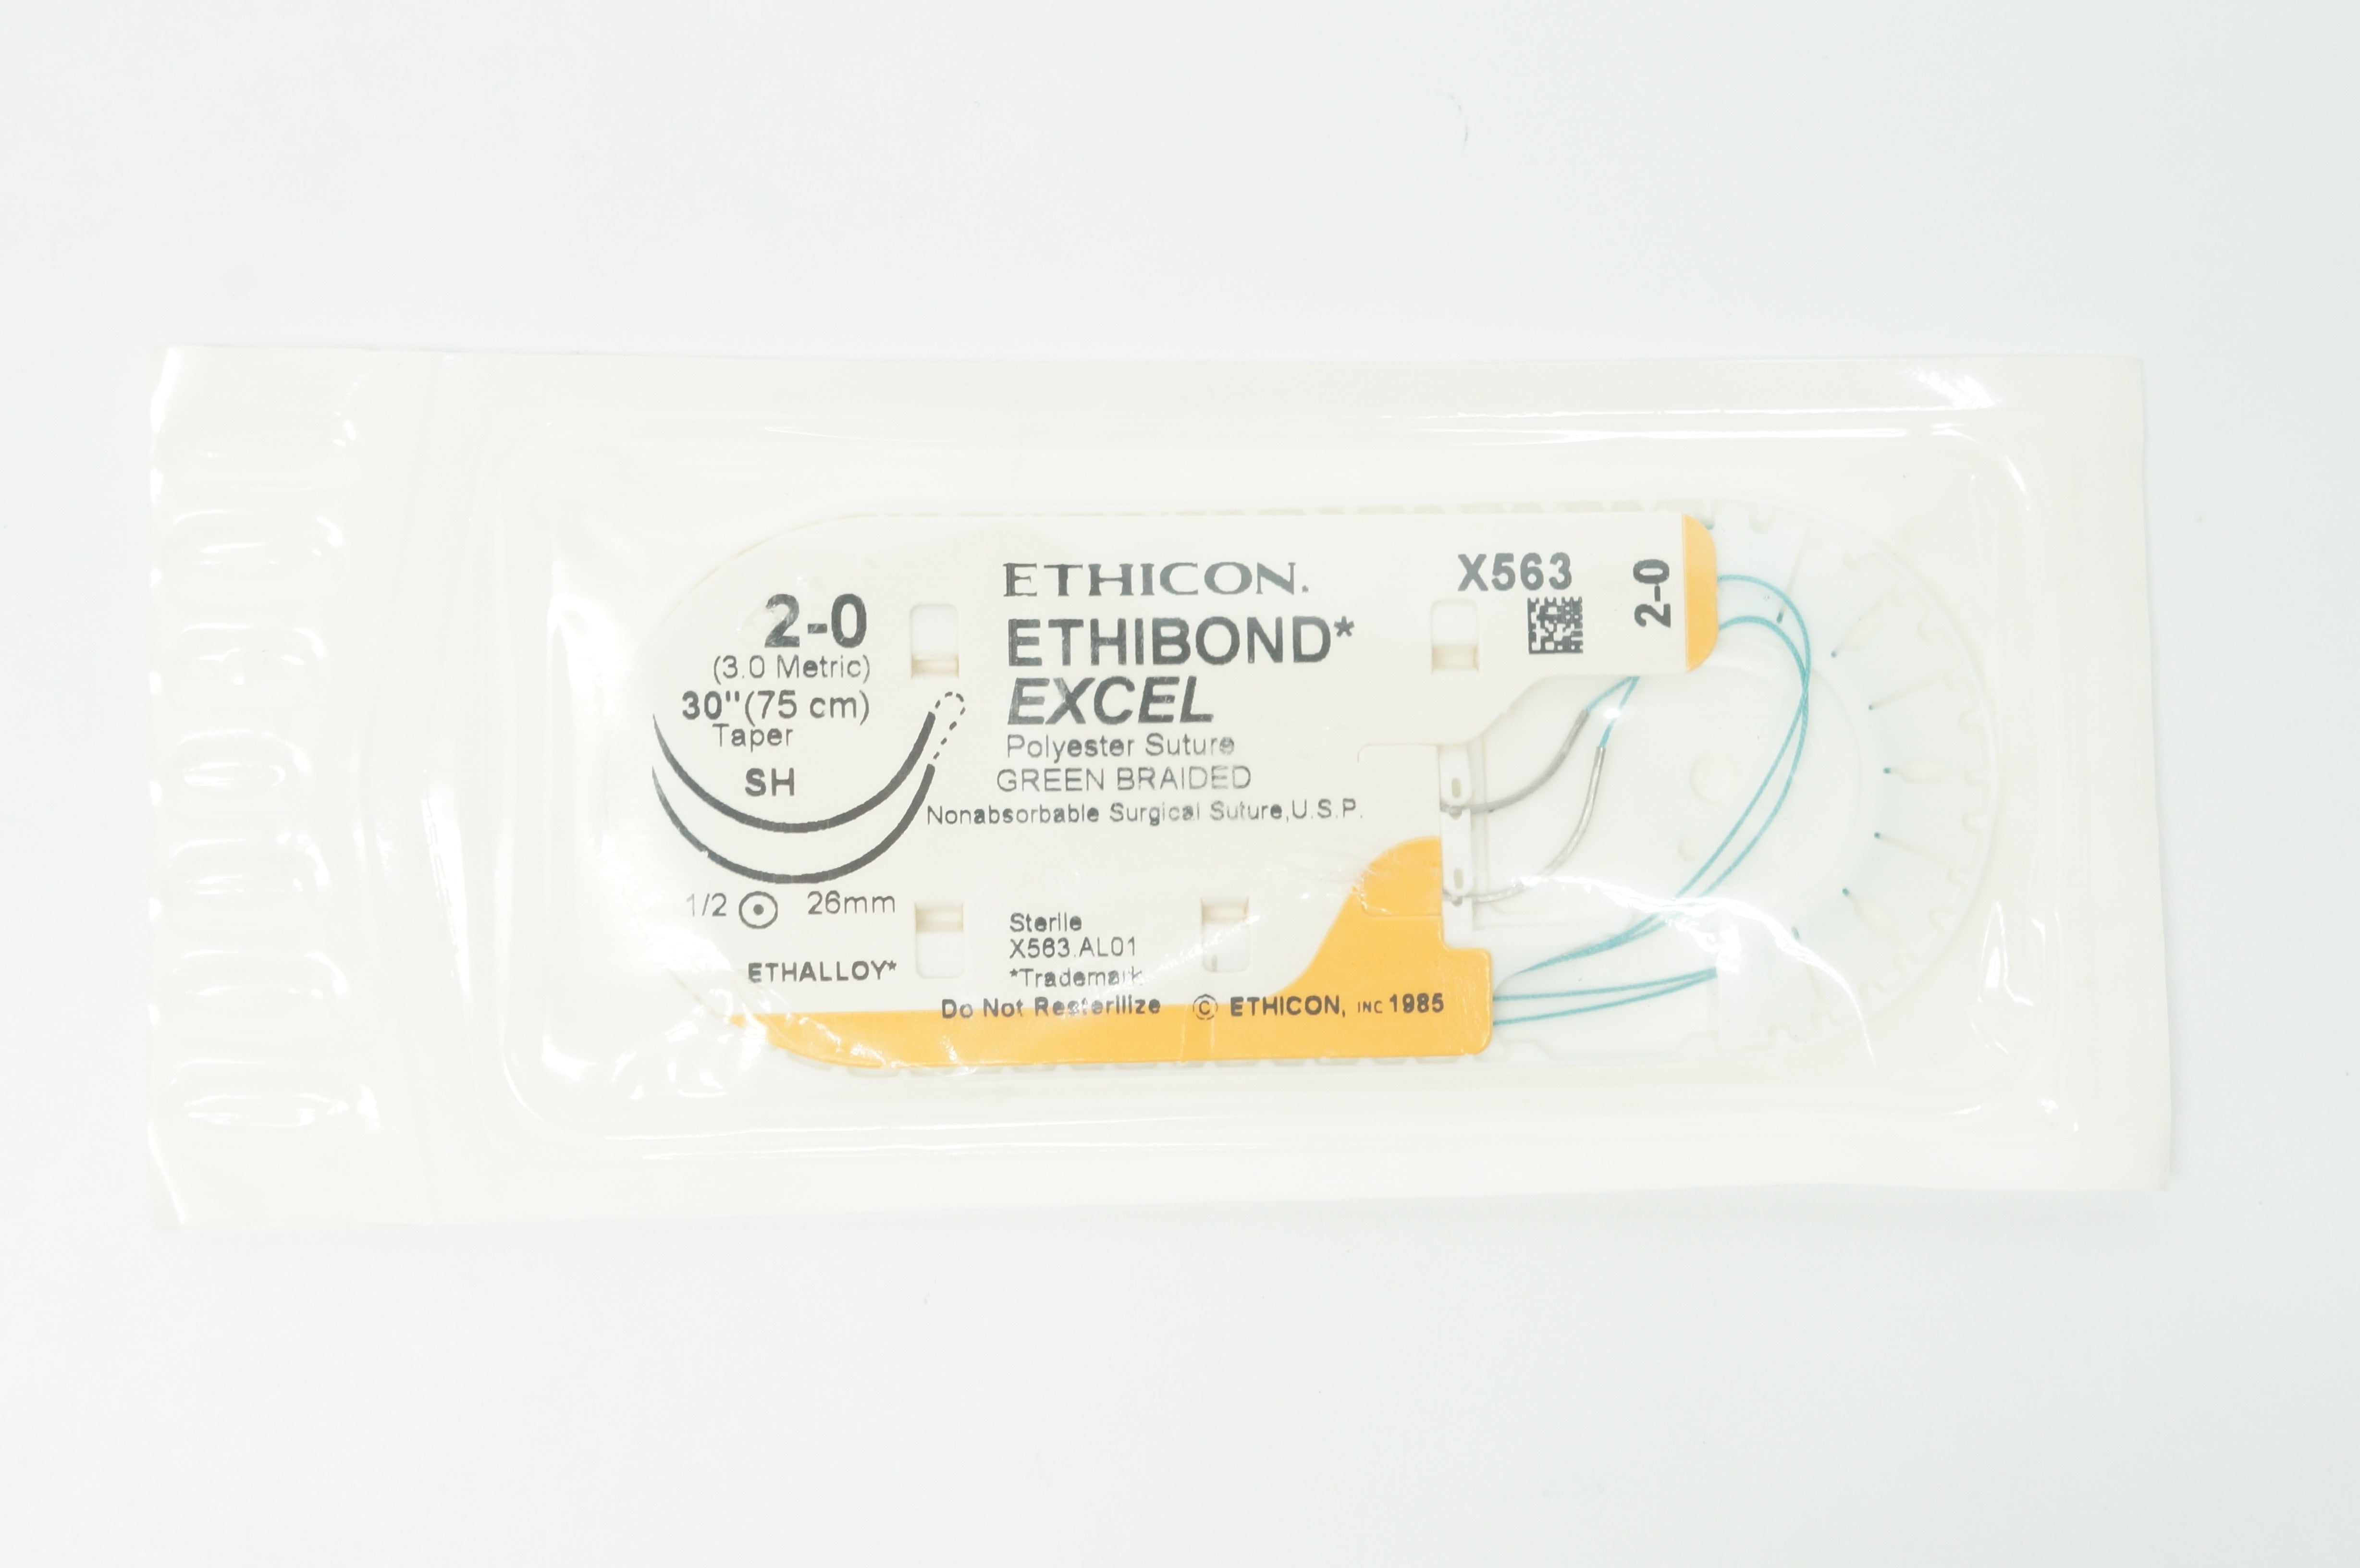 2-0
(3.0 Metric)
30"(75 cm)
Taper
SH
1/2 26mm
ETHALLOY*
ETHICON.
ETHIBOND*
EXCEL
Polyester Suture
GREEN BRAIDED
Nonabsorbable Surgical Suture,U.S.P.
Sterile
X563.AL01
*Trademark
Do Not Resterilize © ETHICON, INC 1985
X563
2-0